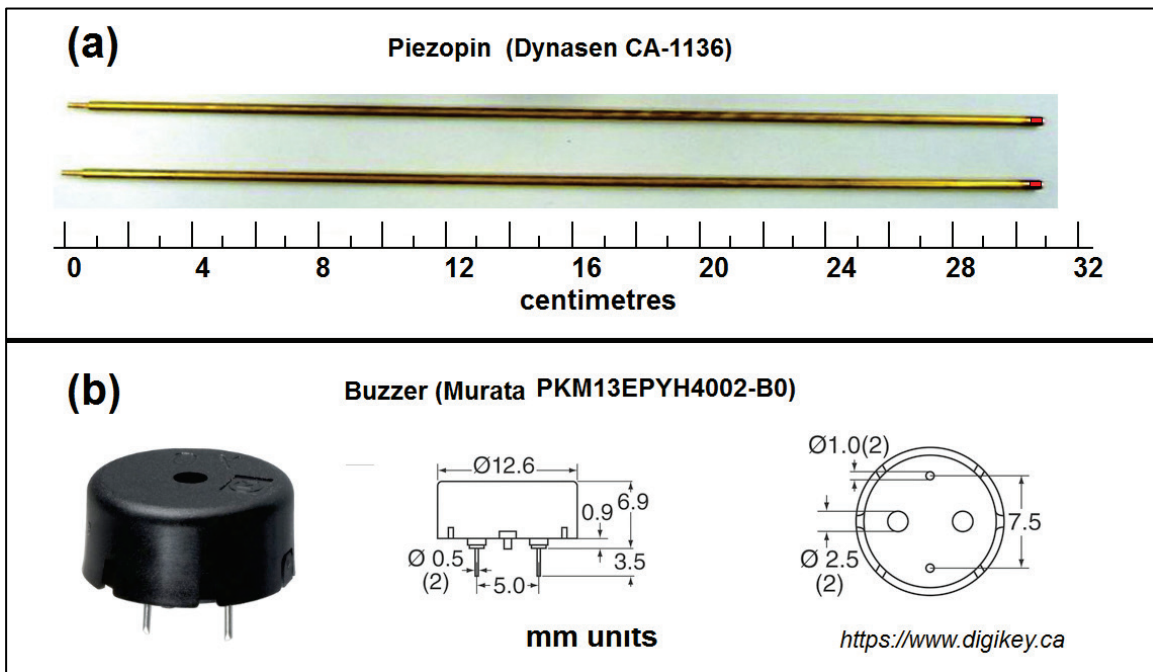 (a)
Piezopin (Dynasen CA-1136)
0 4 8 12 16 20 24 28 32
centimetres
(b)
Buzzer (Murata PKM13EPYH4002-B0)
Ø12.6
0.9
6.9
Ø 0.5
(2)
5.0
3.5
Ø1.0(2)
7.5
Ø 2.5
(2)
mm units
https://www.digikey.ca